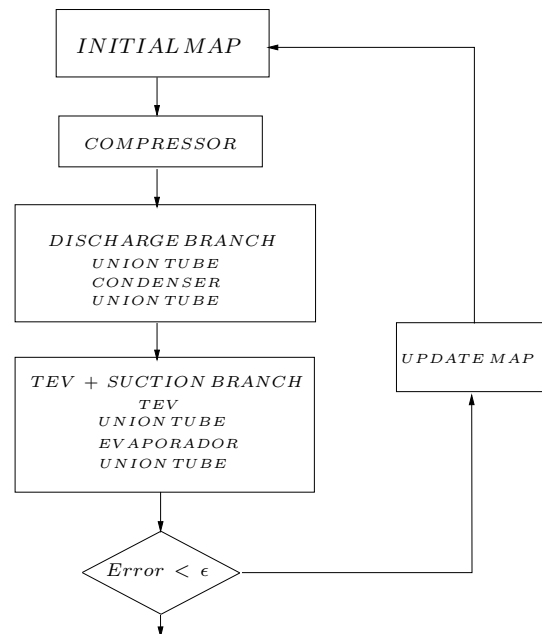 INITIAL MAP
COMPRESSOR
DISCHARGE BRANCH
UNION TUBE
CONDENSER
UNION TUBE
UPDATE MAP
TEV + SUCTION BRANCH
TEV
UNION TUBE
EVAPORADOR
UNION TUBE
Error < ϵ